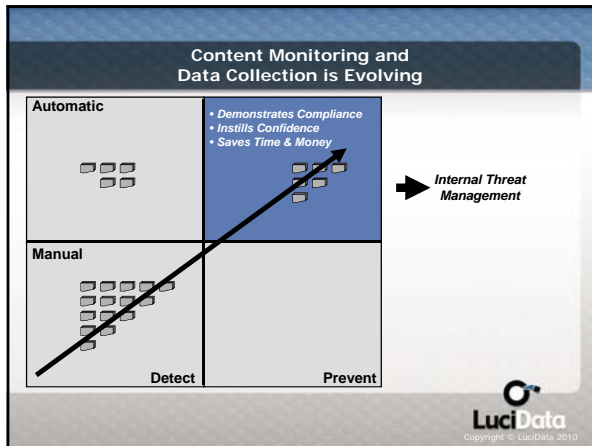 Content Monitoring and
Data Collection is Evolving
Automatic
• Demonstrates Compliance
• Instills Confidence
• Saves Time & Money
Internal Threat
Management
Manual
Detect
Prevent
LuciData
Copyright © LuciData 2010